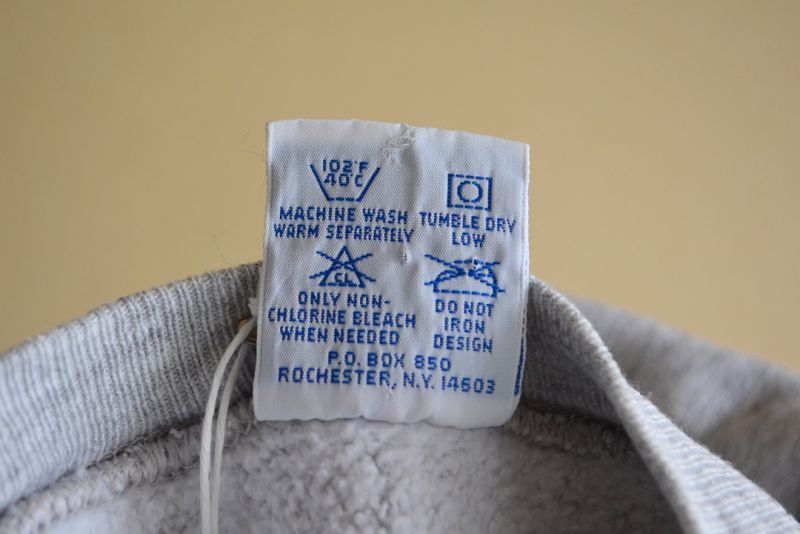 102°F
40°C
MACHINE WASH
WARM SEPARATELY
TUMBLE DRY
LOW
CL
ONLY NON-
CHLORINE BLEACH
WHEN NEEDED
DO NOT
IRON
DESIGN
P.O. BOX 850
ROCHESTER, N.Y. 14603